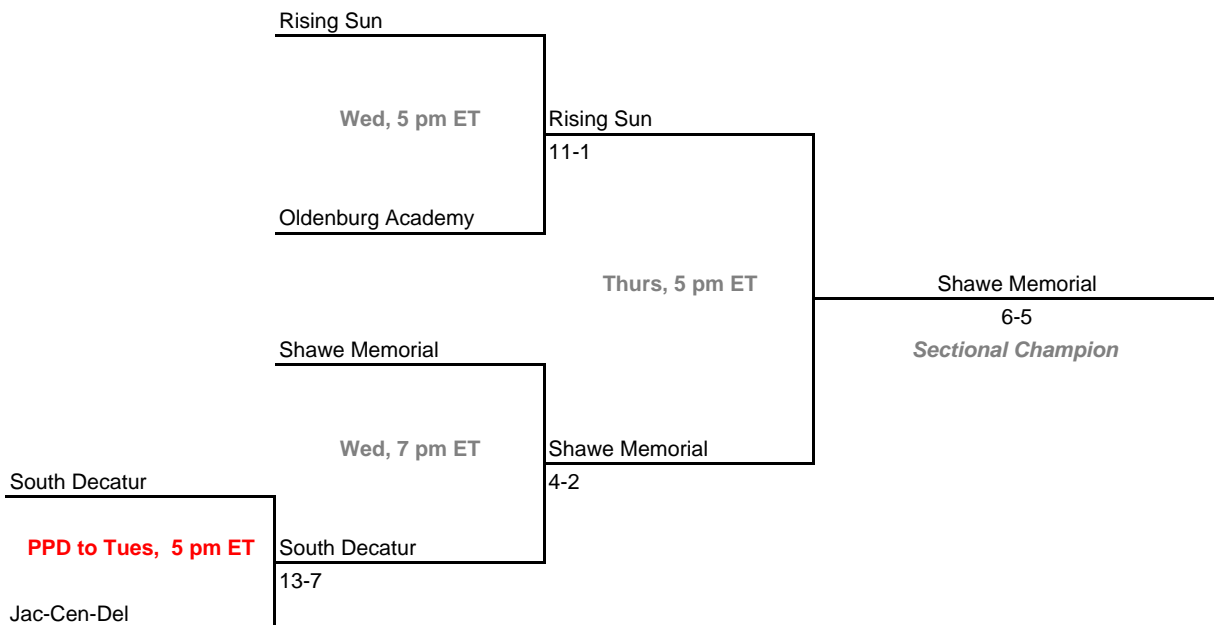 Rising Sun
Wed, 5 pm ET
Rising Sun
11-1
Oldenburg Academy
Thurs, 5 pm ET
Shawe Memorial
6-5
Sectional Champion
Shawe Memorial
Wed, 7 pm ET
Shawe Memorial
4-2
South Decatur
PPD to Tues, 5 pm ET
South Decatur
13-7
Jac-Cen-Del